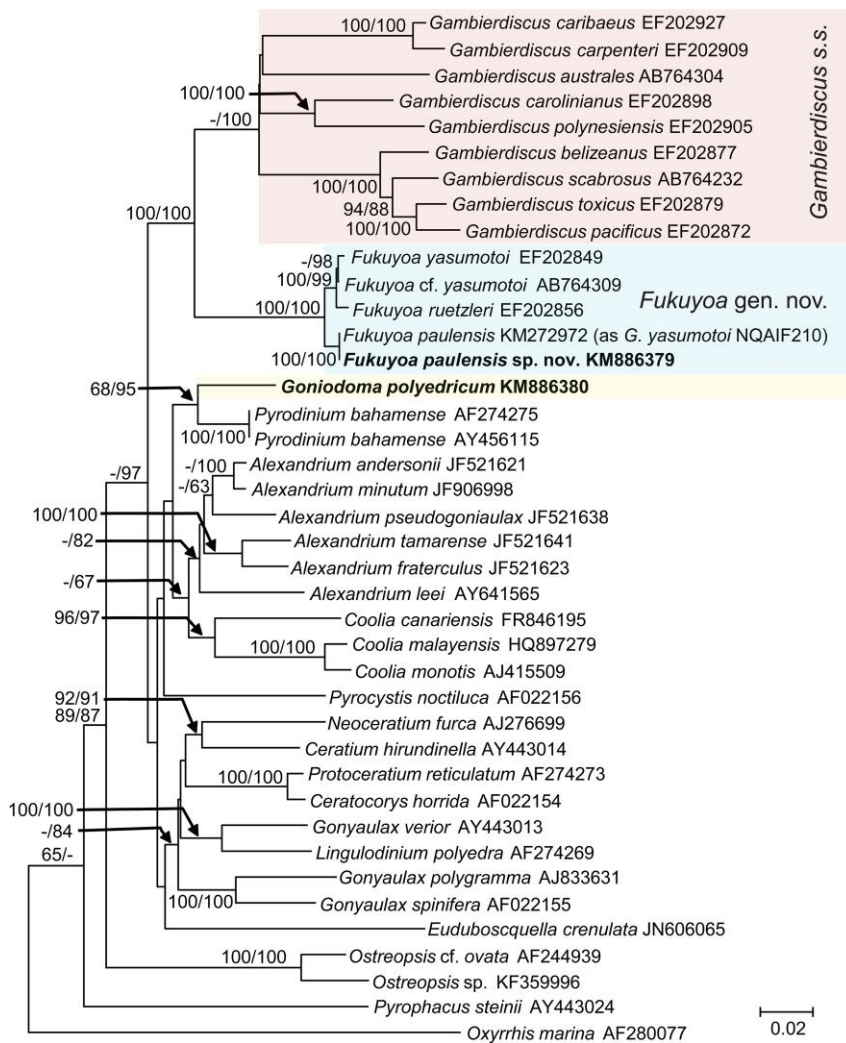 100/100
Gambierdiscus caribaeus EF202927
Gambierdiscus carpenteri EF202909
Gambierdiscus australes AB764304
100/100
Gambierdiscus carolinianus EF202898
-/100
Gambierdiscus polynesiensis EF202905
Gambierdiscus belizeanus EF202877
100/100
Gambierdiscus scabrosus AB764232
94/88
Gambierdiscus toxicus EF202879
100/100
Gambierdiscus pacificus EF202872
Gambierdiscus s.s.
100/100
-/98
Fukuyoa yasumotoi EF202849
100/99
Fukuyoa cf. yasumotoi AB764309
100/100
Fukuyoa ruetzleri EF202856
Fukuyoa gen. nov.
Fukuyoa paulensis KM272972 (as G. yasumotoi NQAIF210)
100/100
Fukuyoa paulensis sp. nov. KM886379
68/95
Goniodoma polyedricum KM886380
Pyrodinium bahamense AF274275
100/100
Pyrodinium bahamense AY456115
-/97
-/100
Alexandrium andersonii JF521621
-/63
Alexandrium minutum JF906998
100/100
Alexandrium pseudogoniaulax JF521638
-/82
Alexandrium tamarense JF521641
Alexandrium fraterculus JF521623
-/67
Alexandrium leei AY641565
96/97
Coolia canariensis FR846195
100/100
Coolia malayensis HQ897279
Coolia monotis AJ415509
92/91
Pyrocystis noctiluca AF022156
89/87
Neoceratium furca AJ276699
Ceratium hirundinella AY443014
100/100
Protoceratium reticulatum AF274273
Ceratocorys horrida AF022154
100/100
Gonyaulax verior AY443013
-/84
Lingulodinium polyedra AF274269
65/-
Gonyaulax polygramma AJ833631
100/100
Gonyaulax spinifera AF022155
Euduboscquella crenulata JN606065
100/100
Ostreopsis cf. ovata AF244939
Ostreopsis sp. KF359996
Pyrophacus steinii AY443024
Oxyrrhis marina AF280077
0.02